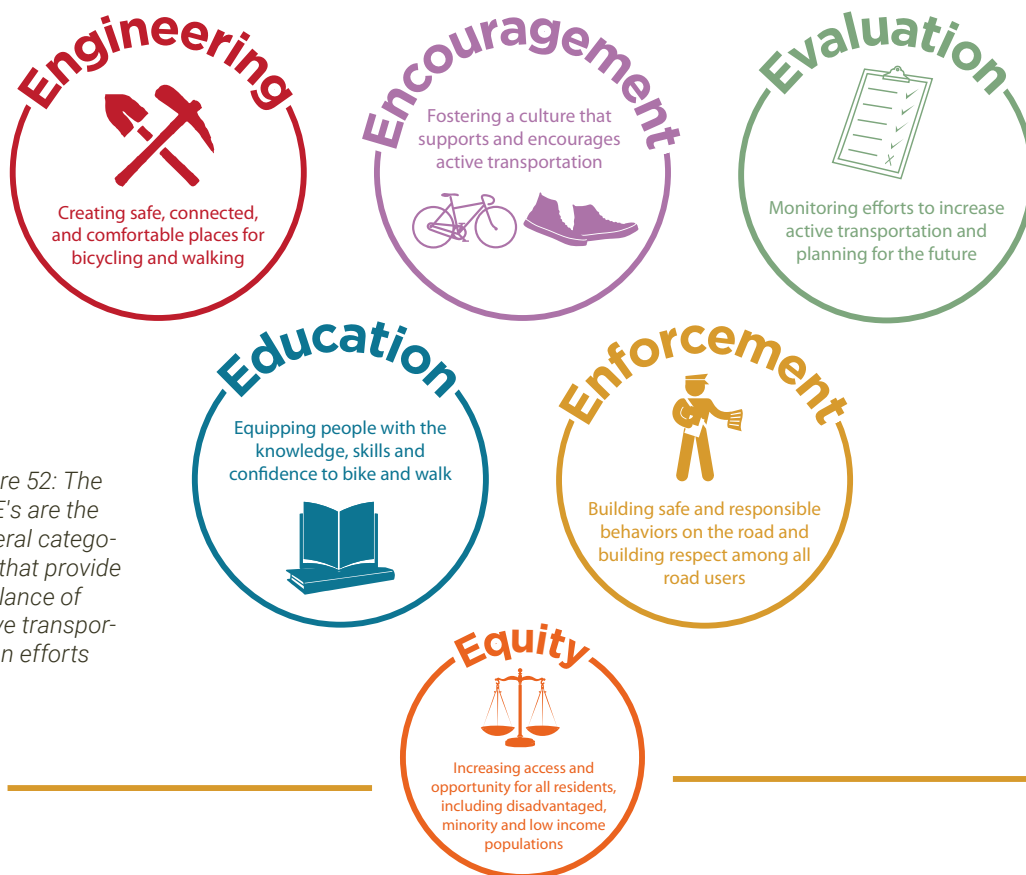 Engineering
Creating safe, connected,
and comfortable places for
bicycling and walking
Encouragement
Fostering a culture that
supports and encourages
active transportation
Evaluation
Monitoring efforts to increase
active transportation and
planning for the future
Education
Equipping people with the
knowledge, skills and
confidence to bike and walk
Enforcement
Building safe and responsible
behaviors on the road and
building respect among all
road users
re 52: The
E's are the
eral catego-
that provide
lance of
ve transpor-
n efforts
Equity
Increasing access and
opportunity for all residents,
including disadvantaged,
minority and low income
populations